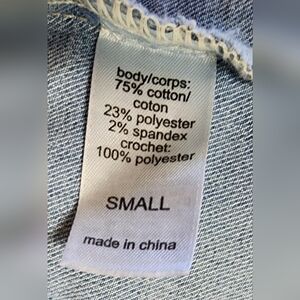 body/corps:
75% cotton/
coton
23% polyester
2% spandex
crochet:
100% polyester
SMALL
made in china